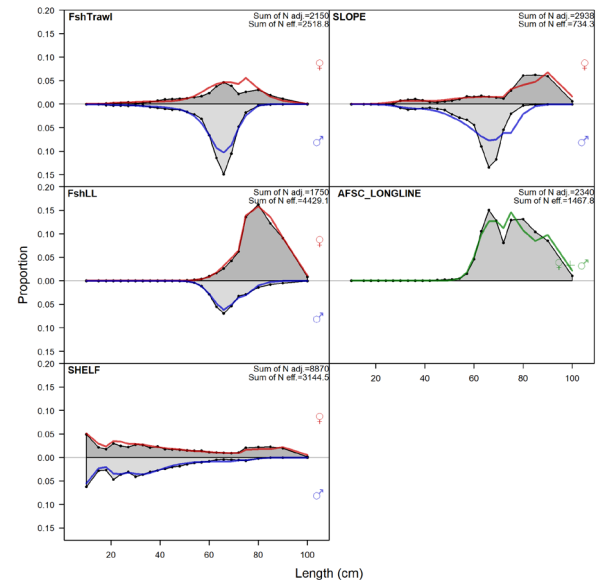 FshTrawl
Sum of N adj.=2150
Sum of N eff.=2518.8
♀
♂
SLOPE
Sum of N adj.=2938
Sum of N eff.=734.3
♀
♂
FshLL
Sum of N adj.=1750
Sum of N eff.=4429.1
♀
♂
AFSC_LONGLINE
Sum of N adj.=2340
Sum of N eff.=1467.8
♀ + ♂
SHELF
Sum of N adj.=8870
Sum of N eff.=3144.5
♀
♂
0.20
0.15
0.10
0.05
0.00
0.05
0.10
0.15
0.20
0.15
0.10
0.05
0.00
0.05
0.10
0.15
0.20
0.15
0.10
0.05
0.00
0.05
0.10
0.15
Proportion
20 40 60 80 100
20 40 60 80 100
Length (cm)